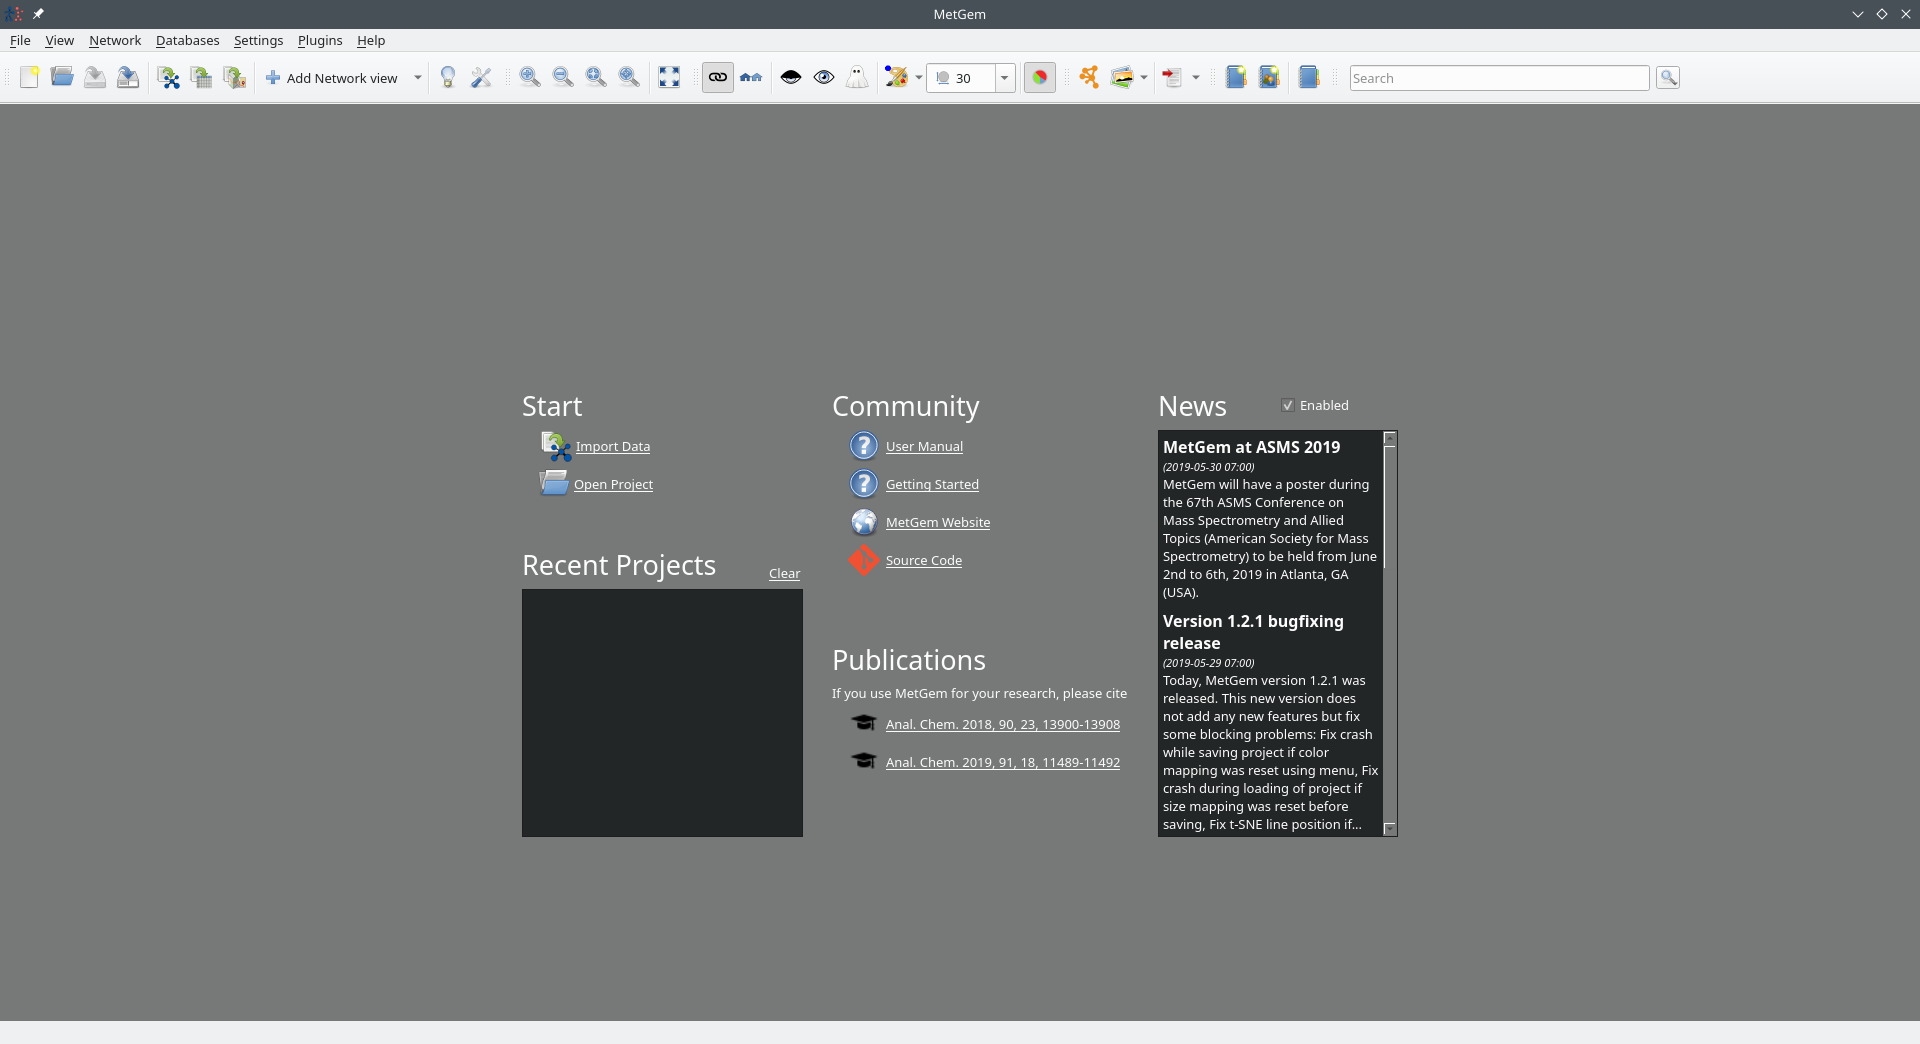 MetGem
File View Network Databases Settings Plugins Help
Add Network view
30
Search
Start
Import Data
Open Project
Recent Projects
Clear
Community
User Manual
Getting Started
MetGem Website
Source Code
Publications
If you use MetGem for your research, please cite
Anal. Chem. 2018, 90, 23, 13900-13908
Anal. Chem. 2019, 91, 18, 11489-11492
News
Enabled
MetGem at ASMS 2019
(2019-05-30 07:00)
MetGem will have a poster during
the 67th ASMS Conference on
Mass Spectrometry and Allied
Topics (American Society for Mass
Spectrometry) to be held from June
2nd to 6th, 2019 in Atlanta, GA
(USA).
Version 1.2.1 bugfixing
release
(2019-05-29 07:00)
Today, MetGem version 1.2.1 was
released. This new version does
not add any new features but fix
some blocking problems: Fix crash
while saving project if color
mapping was reset using menu, Fix
crash during loading of project if
size mapping was reset before
saving, Fix t-SNE line position if...